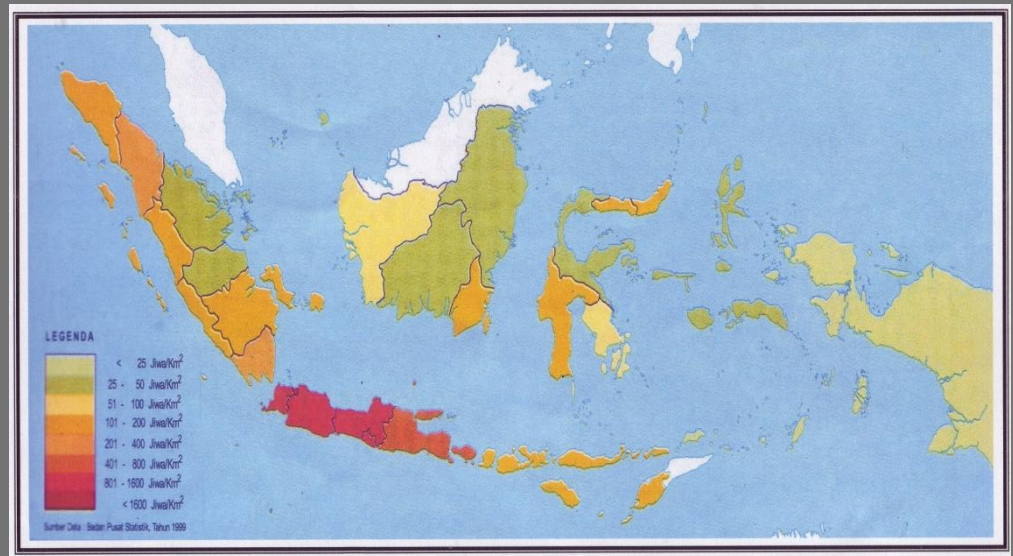 LEGENDA
< 25 Jiwa/Km²
25 - 50 Jiwa/Km²
51 - 100 Jiwa/Km²
101 - 200 Jiwa/Km²
201 - 400 Jiwa/Km²
401 - 800 Jiwa/Km²
801 - 1600 Jiwa/Km²
< 1600 Jiwa/Km²
Sumber Data : Badan Pusat Statistik, Tahun 1999